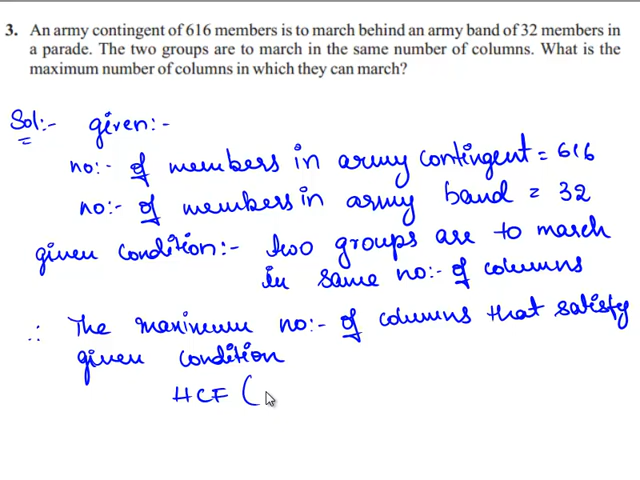 3. An army contingent of 616 members is to march behind an army band of 32 members in
a parade. The two groups are to march in the same number of columns. What is the
maximum number of columns in which they can march?
Sol:- given:-
no:- of members in army contingent = 616
no:- of members in army band = 32
given condition:- two groups are to march
in same no:- of columns
∴ The maximum no:- of columns that satisfy
given condition
HCF (